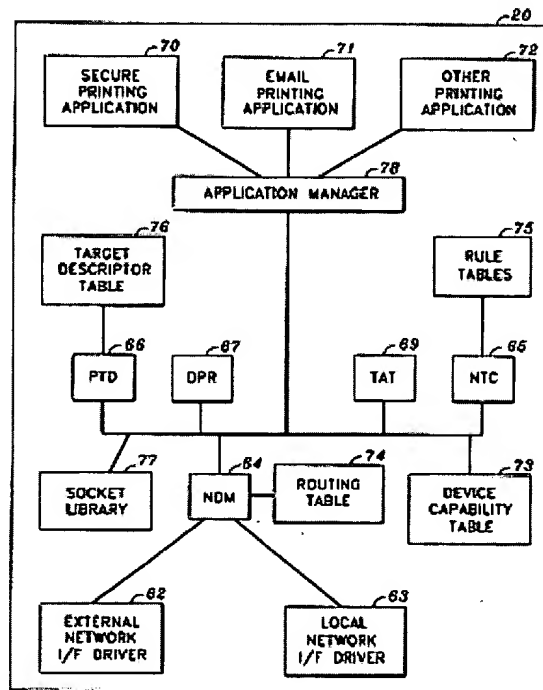 20
70
71
72
SECURE
PRINTING
APPLICATION
EMAIL
PRINTING
APPLICATION
OTHER
PRINTING
APPLICATION
78
APPLICATION MANAGER
76
75
TARGET
DESCRIPTOR
TABLE
RULE
TABLES
66
67
69
65
PTD
DPR
TAT
NTC
77
64
74
73
SOCKET
LIBRARY
NDM
ROUTING
TABLE
DEVICE
CAPABILITY
TABLE
62
63
EXTERNAL
NETWORK
I/F DRIVER
LOCAL
NETWORK
I/F DRIVER